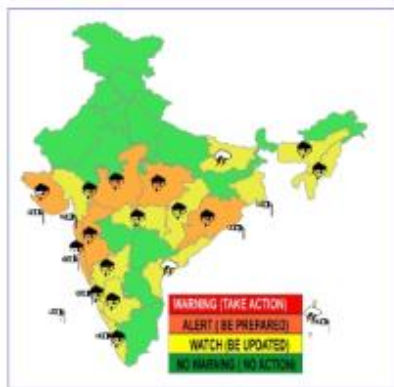 WARNING (TAKE ACTION)
ALERT ( BE PREPARED)
WATCH (BE UPDATED)
NO WARNING ( NO ACTION)